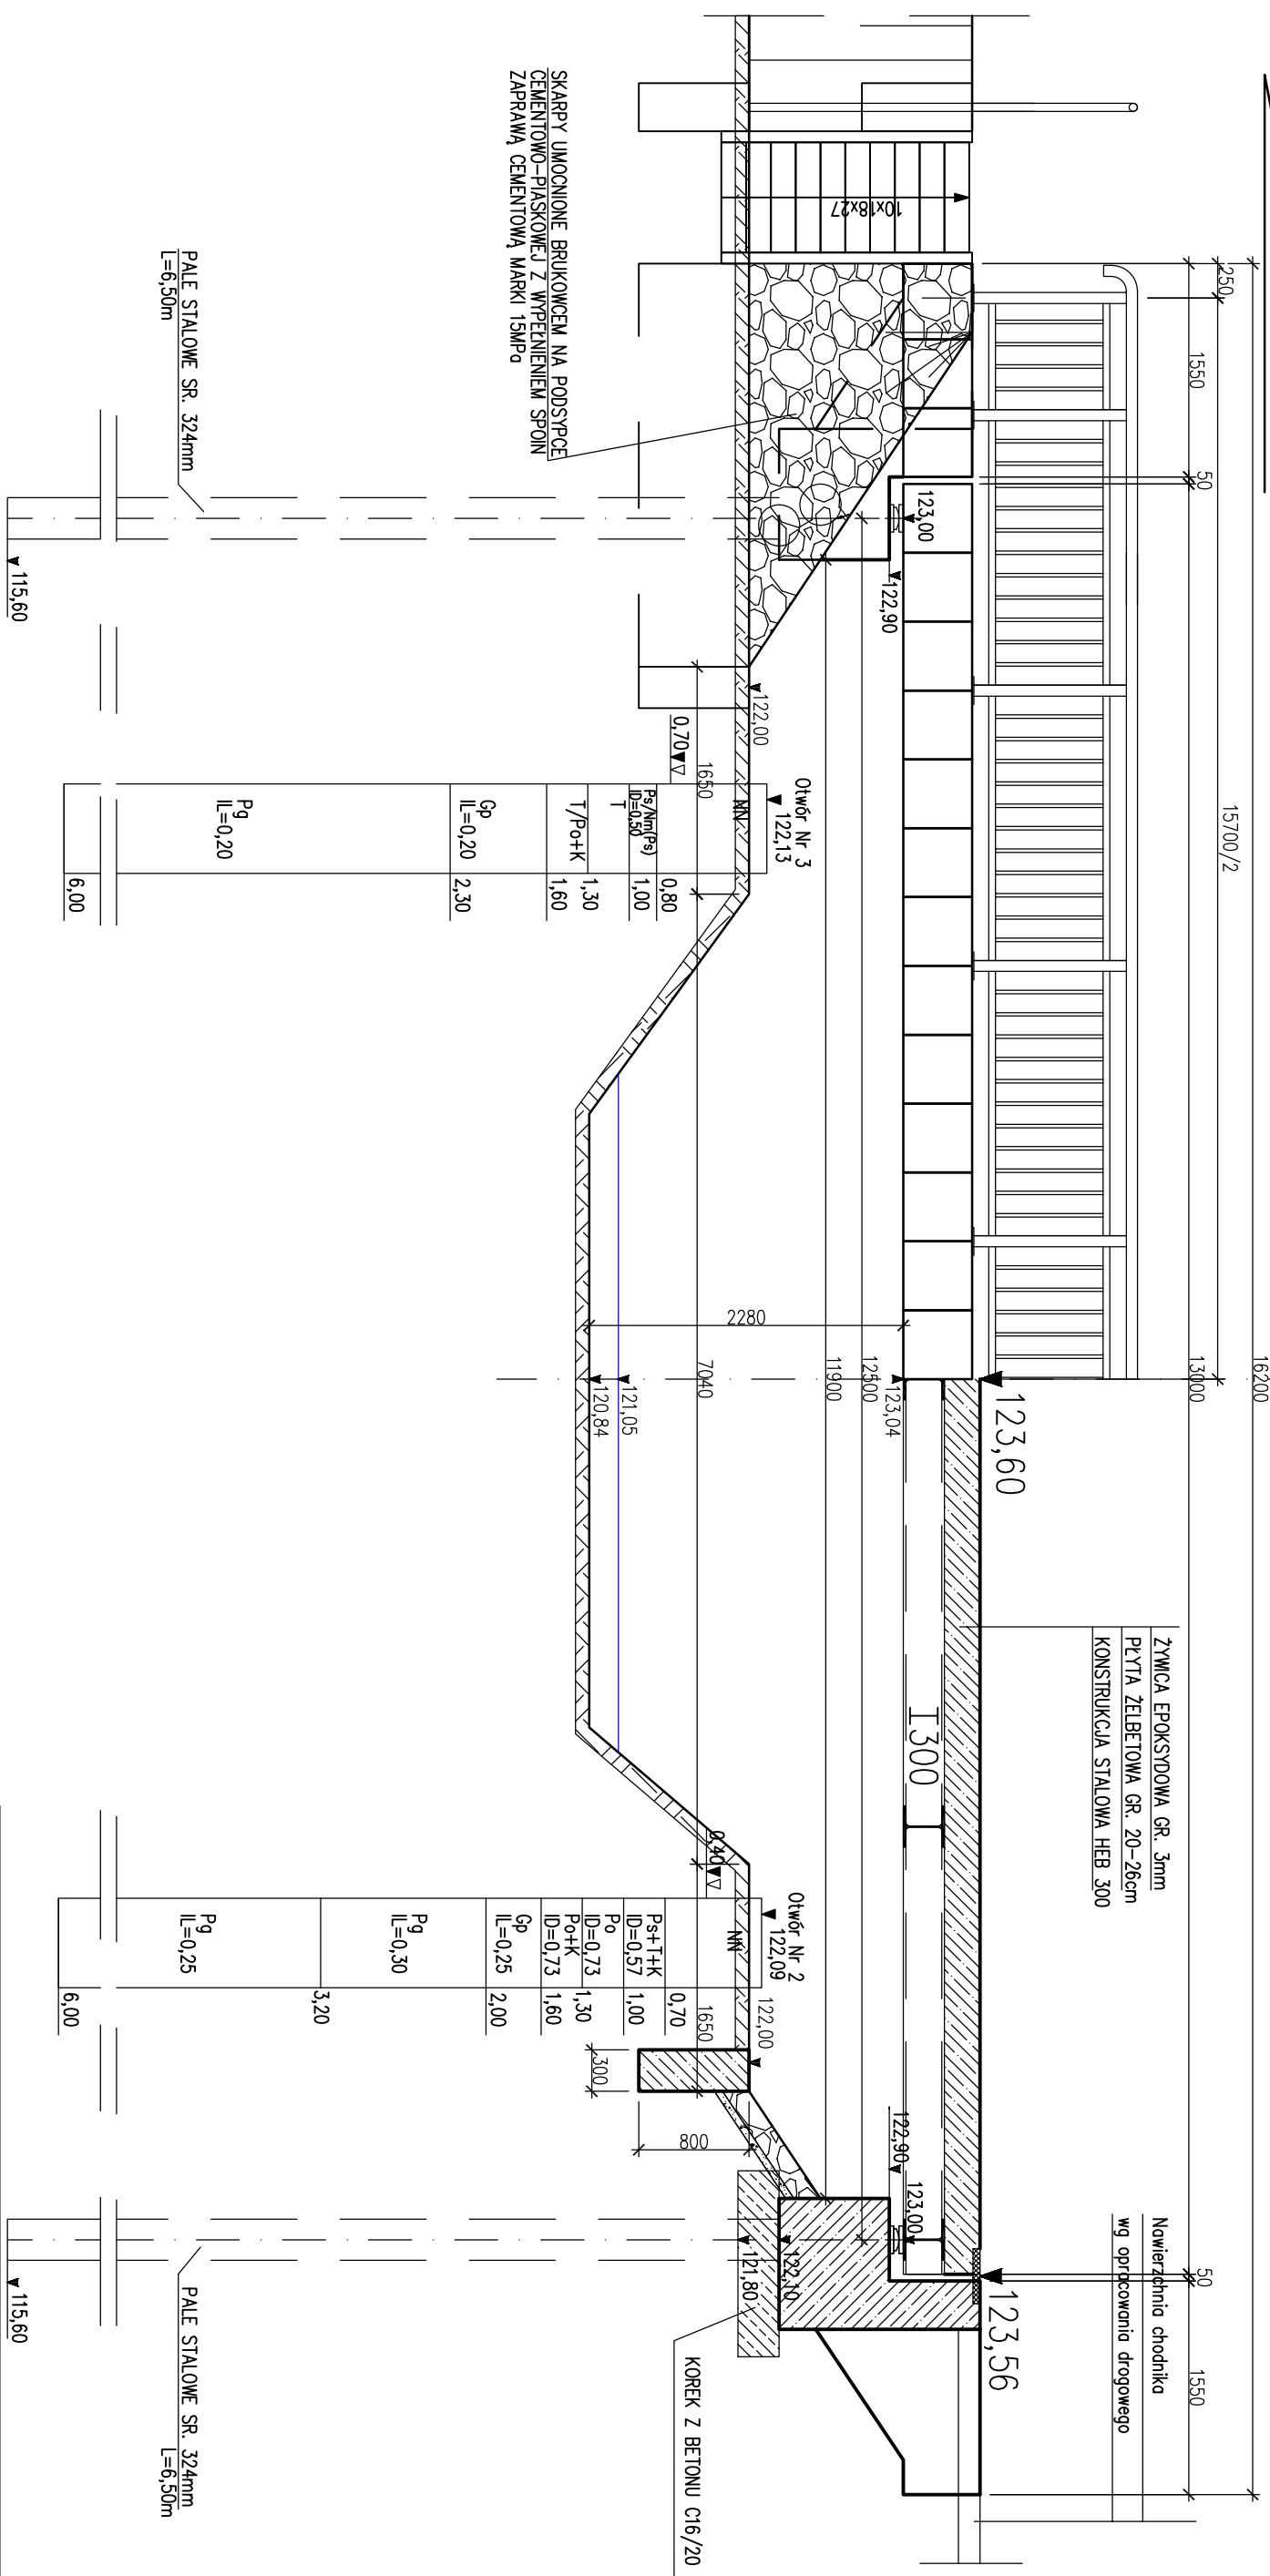 16200
15700/2
13000
250
1550
50
50
1550
123,60
123,56
ŻYWICA EPOKSYDOWA GR. 3mm
PŁYTA ŻELBETOWA GR. 20-26cm
KONSTRUKCJA STALOWA HEB 300
Nawierzchnia chodnika
wg opracowania drogowego
10x18x27
123,00
122,90
I300
123,04
12500
11900
2280
7040
121,05
120,84
122,90
123,00
122,00
1650
122,00
1650
300
800
122,10
121,80
KOREK Z BETONU C16/20
SKARPY UMOCNIONE BRUKOWCEM NA PODSYPCE
CEMENTOWO-PIASKOWEJ Z WYPEŁNIENIEM SPOIN
ZAPRAWĄ CEMENTOWĄ MARKI 15MPa
Otwór Nr 3
122,13
0,70
NN
0,80
Ps/Nm(Ps)
ID=0,50
1,00
T
1,30
T/Po+K
1,60
Gp
IL=0,20
2,30
Pg
IL=0,20
6,00
Otwór Nr 2
122,09
0,40
NN
0,70
Ps+T+K
ID=0,57
1,00
Po
ID=0,73
1,30
Po+K
ID=0,73
1,60
Gp
IL=0,25
2,00
Pg
IL=0,30
3,20
Pg
IL=0,25
6,00
PALE STALOWE SR. 324mm
L=6,50m
115,60
PALE STALOWE SR. 324mm
L=6,50m
115,60